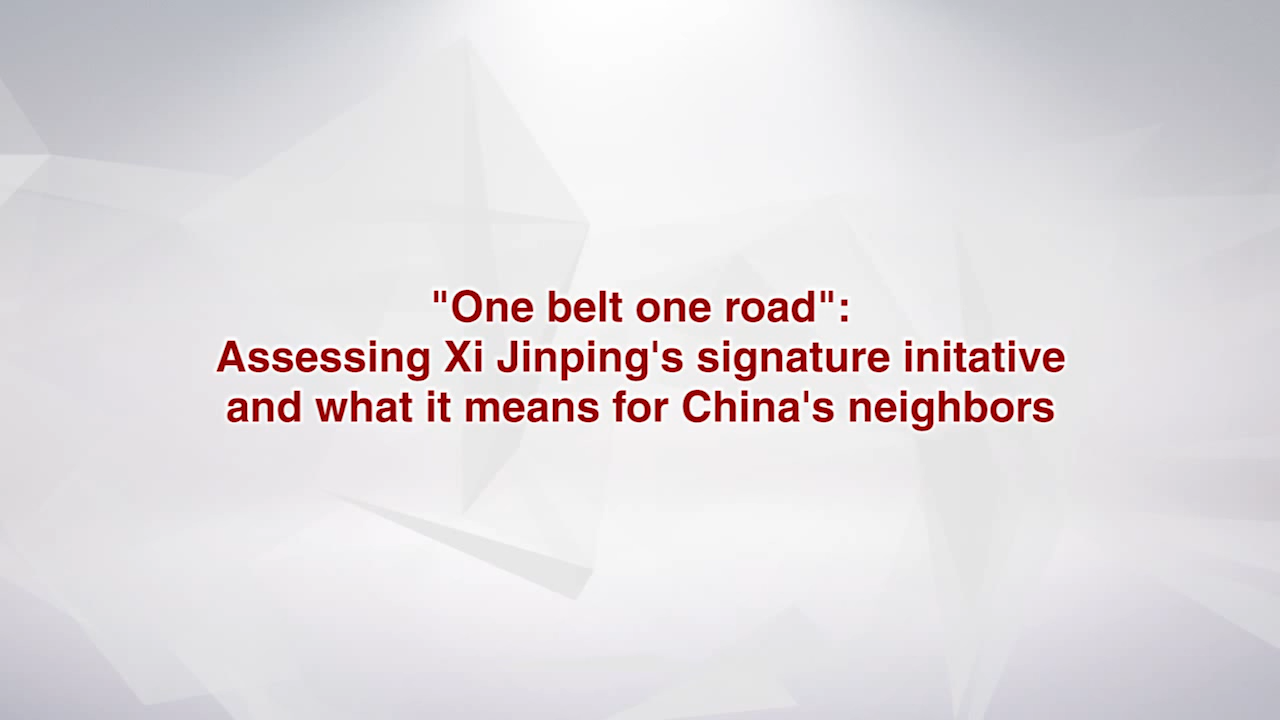 "One belt one road":
Assessing Xi Jinping's signature initative
and what it means for China's neighbors